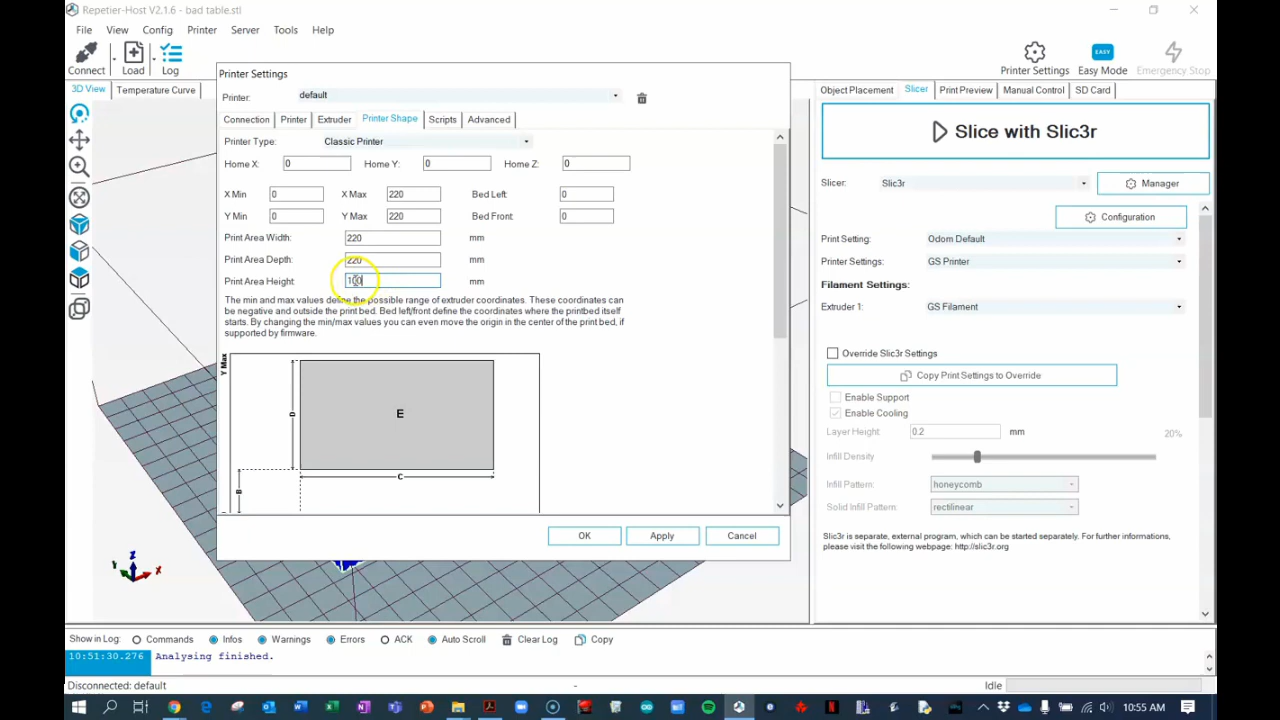 Repetier-Host V2,1.6 - bad table.stl
File View Config Printer Server Tools Help
Connect Load Log
Printer Settings Easy Mode Emergency Stop
EASY
3D View Temperature Curve
Object Placement Slicer Print Preview Manual Control SD Card
Printer Settings
Printer: default
Connection Printer Extruder Printer Shape Scripts Advanced
Printer Type: Classic Printer
Home X: 0 Home Y: 0 Home Z: 0
X Min 0 X Max 220 Bed Left: 0
Y Min 0 Y Max 220 Bed Front: 0
Print Area Width: 220 mm
Print Area Depth: 220 mm
Print Area Height: 100 mm
The min and max values define the possible range of extruder coordinates. These coordinates can
be negative and outside the print bed. Bed left/front define the coordinates where the printbed itself
starts. By changing the min/max values you can even move the origin in the center of the print bed, if
supported by firmware.
Y Max
E
D
C
B
OK Apply Cancel
Slice with Slic3r
Slicer: Slic3r Manager
Configuration
Print Setting: Odom Default
Printer Settings: GS Printer
Filament Settings:
Extruder 1: GS Filament
Override Slic3r Settings
Copy Print Settings to Override
Enable Support
Enable Cooling
Layer Height: 0.2 mm
20%
Infill Density
Infill Pattern: honeycomb
Solid Infill Pattern: rectilinear
Slic3r is separate, external program, which can be started separately. For further informations,
please visit the following webpage: http://slic3r.org
Z
X
Show in Log: Commands Infos Warnings Errors ACK Auto Scroll Clear Log Copy
10:51:30.276 Analysing finished.
Disconnected: default - Idle
10:55 AM